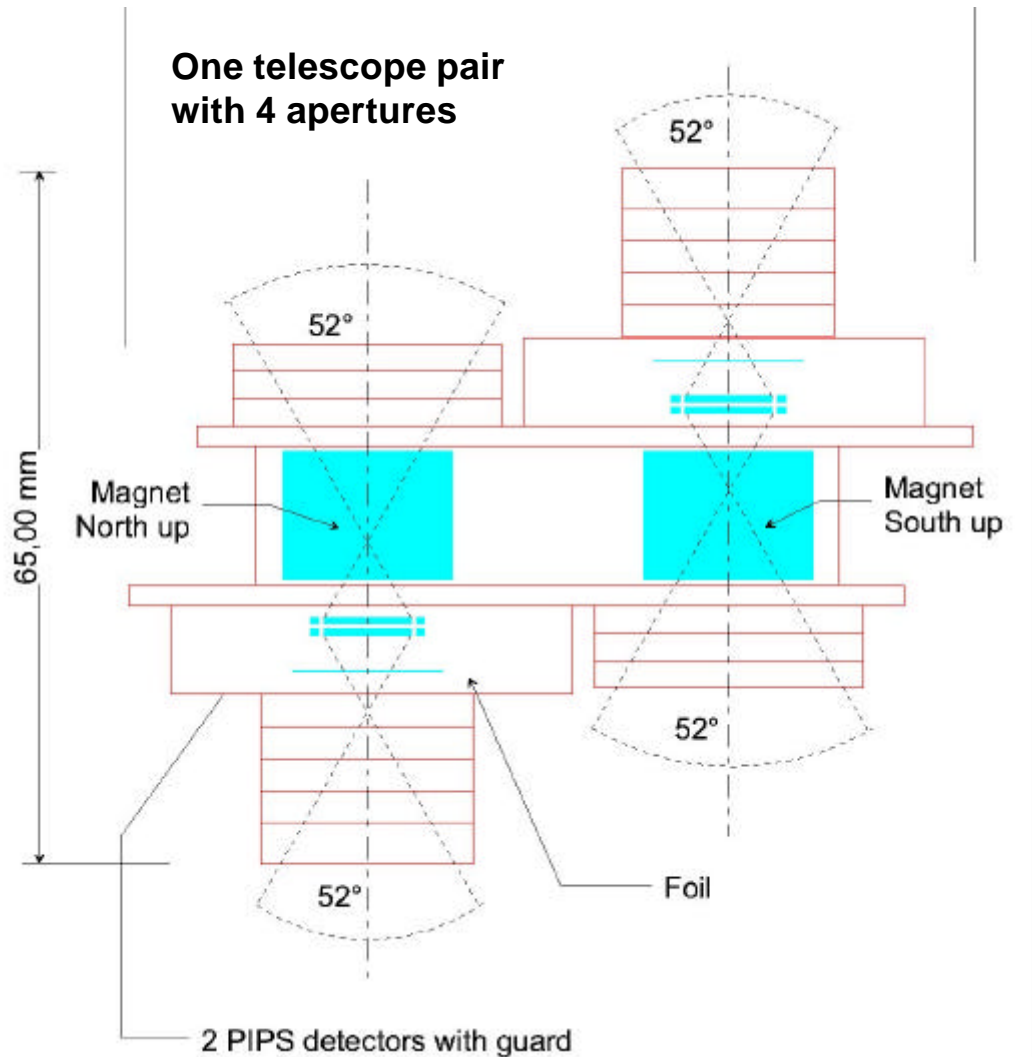 One telescope pair
with 4 apertures
52°
52°
Magnet
North up
Magnet
South up
65,00 mm
52°
52°
Foil
2 PIPS detectors with guard